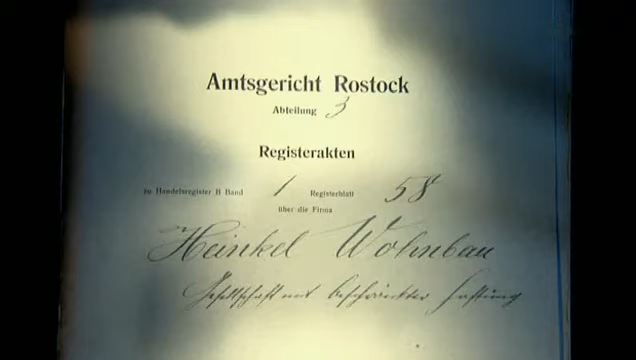 Amtsgericht Rostock
Abteilung 3
Registerakten
zu Handelsregister B Band 1 Registerblatt 58
über die Firma
Heinkel Wohnbau
Gesellschaft mit beschränkter Haftung